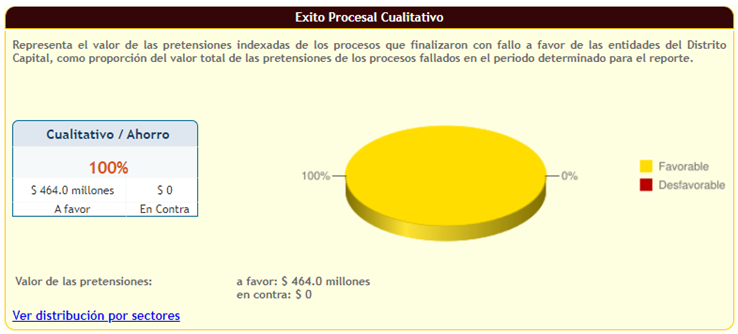 Exito Procesal Cualitativo
Representa el valor de las pretensiones indexadas de los procesos que finalizaron con fallo a favor de las entidades del Distrito
Capital, como proporción del valor total de las pretensiones de los procesos fallados en el periodo determinado para el reporte.
Cualitativo / Ahorro
100%
$ 464.0 millones $ 0
A favor En Contra
100% 0%
Favorable
Desfavorable
Valor de las pretensiones: a favor: $ 464.0 millones
en contra: $ 0
Ver distribución por sectores